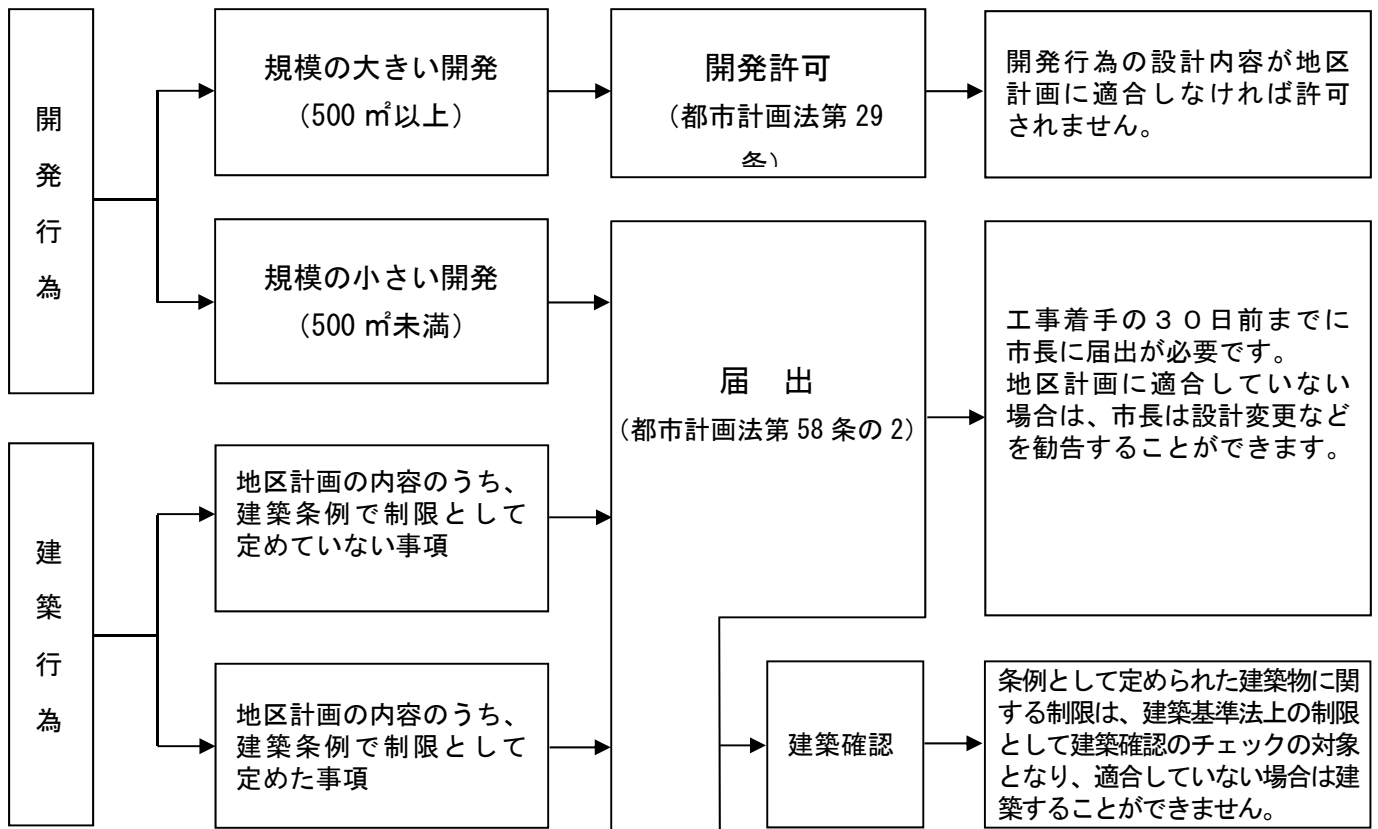 開発行為
規模の大きい開発
（500 ㎡以上）
開発許可
（都市計画法第 29
条）
開発行為の設計内容が地区
計画に適合しなければ許可
されません。
規模の小さい開発
（500 ㎡未満）
届　出
（都市計画法第 58 条の 2）
工事着手の３０日前までに
市長に届出が必要です。
地区計画に適合していない
場合は、市長は設計変更など
を勧告することができます。
建築行為
地区計画の内容のうち、
建築条例で制限として
定めていない事項
地区計画の内容のうち、
建築条例で制限として
定めた事項
建築確認
条例として定められた建築物に関
する制限は、建築基準法上の制限
として建築確認のチェックの対象
となり、適合していない場合は建
築することができません。